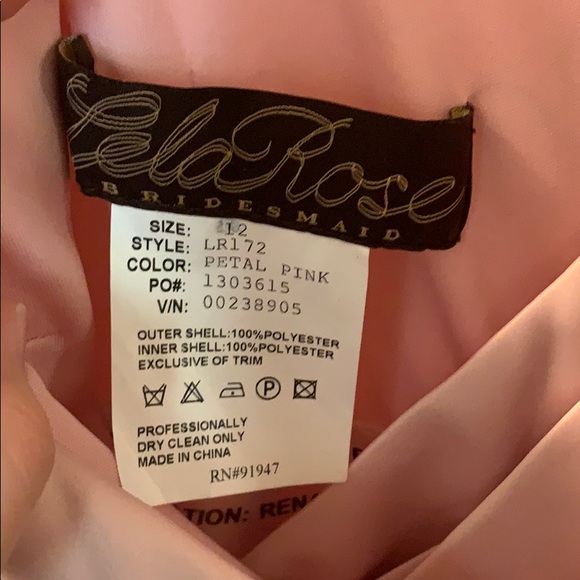 Lela Rose
BRIDESMAID
SIZE: 12
STYLE: LR172
COLOR: PETAL PINK
PO#: 1303615
V/N: 00238905
OUTER SHELL:100%POLYESTER
INNER SHELL:100%POLYESTER
EXCLUSIVE OF TRIM
P
PROFESSIONALLY
DRY CLEAN ONLY
MADE IN CHINA
RN#91947